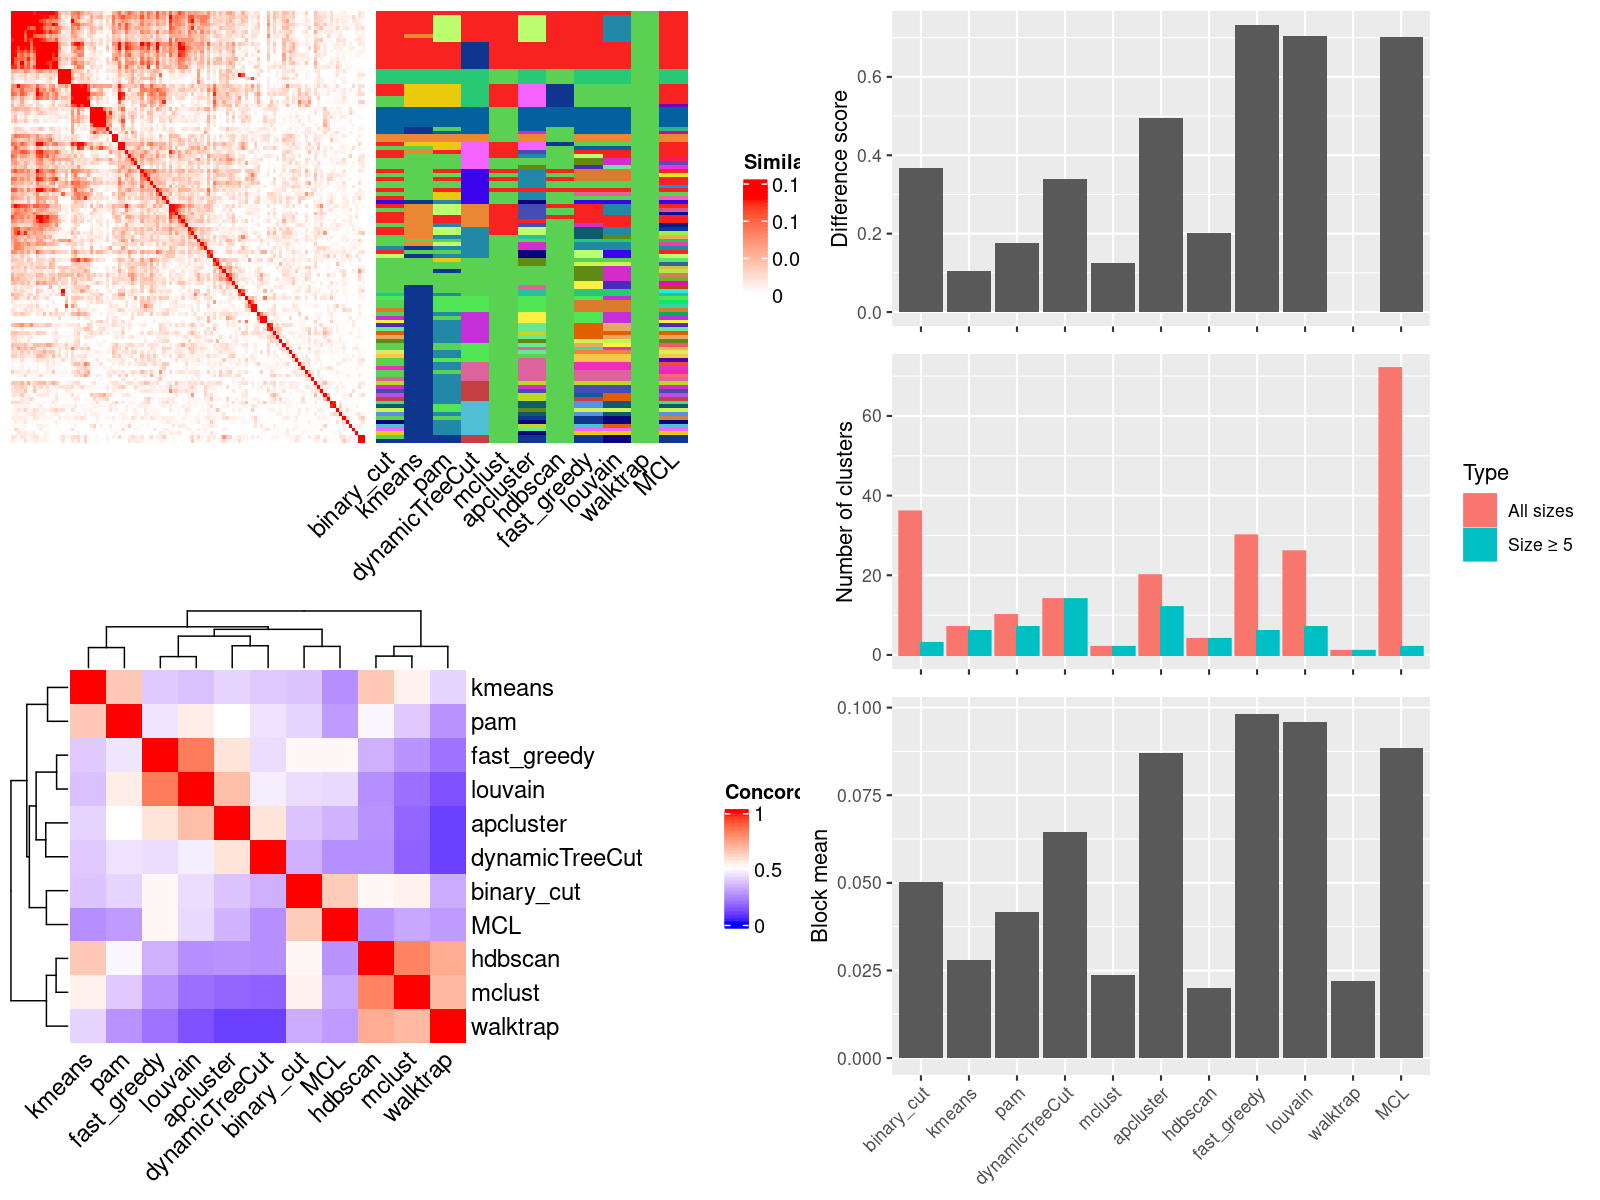 Simila
0.1
0.1
0.0
0
binary_cut
kmeans
pam
dynamicTreeCut
mclust
apcluster
hdbscan
fast_greedy
louvain
walktrap
MCL
kmeans
pam
fast_greedy
louvain
apcluster
dynamicTreeCut
binary_cut
MCL
hdbscan
mclust
walktrap
kmeans
pam
fast_greedy
louvain
apcluster
dynamicTreeCut
binary_cut
MCL
hdbscan
mclust
walktrap
Concord
1
0.5
0
Difference score
0.6
0.4
0.2
0.0
Number of clusters
60
40
20
0
Type
All sizes
Size ≥ 5
Block mean
0.100
0.075
0.050
0.025
0.000
binary_cut
kmeans
pam
dynamicTreeCut
mclust
apcluster
hdbscan
fast_greedy
louvain
walktrap
MCL